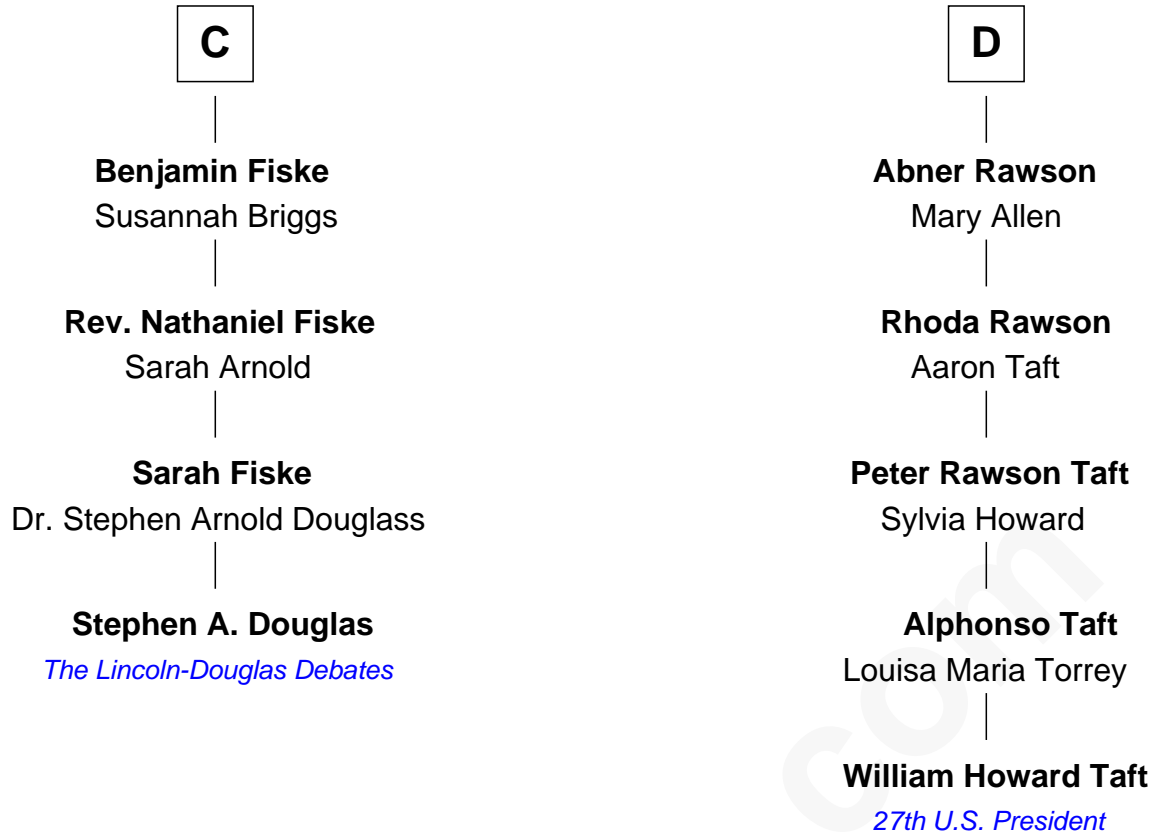 C
Benjamin Fiske
Susannah Briggs
Rev. Nathaniel Fiske
Sarah Arnold
Sarah Fiske
Dr. Stephen Arnold Douglass
Stephen A. Douglas
The Lincoln-Douglas Debates
D
Abner Rawson
Mary Allen
Rhoda Rawson
Aaron Taft
Peter Rawson Taft
Sylvia Howard
Alphonso Taft
Louisa Maria Torrey
William Howard Taft
27th U.S. President
com